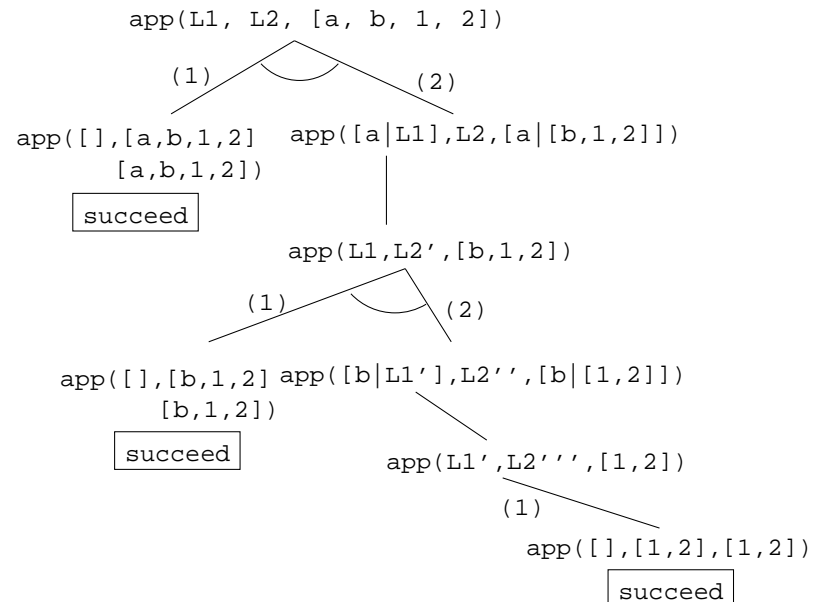 app(L1, L2, [a, b, 1, 2])
(1)
(2)
app([],[a,b,1,2]
[a,b,1,2])
succeed
app([a|L1],L2,[a|[b,1,2]])
app(L1,L2',[b,1,2])
(1)
(2)
app([],[b,1,2]
[b,1,2])
succeed
app([b|L1'],L2'',[b|[1,2]])
app(L1',L2''',[1,2])
(1)
app([],[1,2],[1,2])
succeed